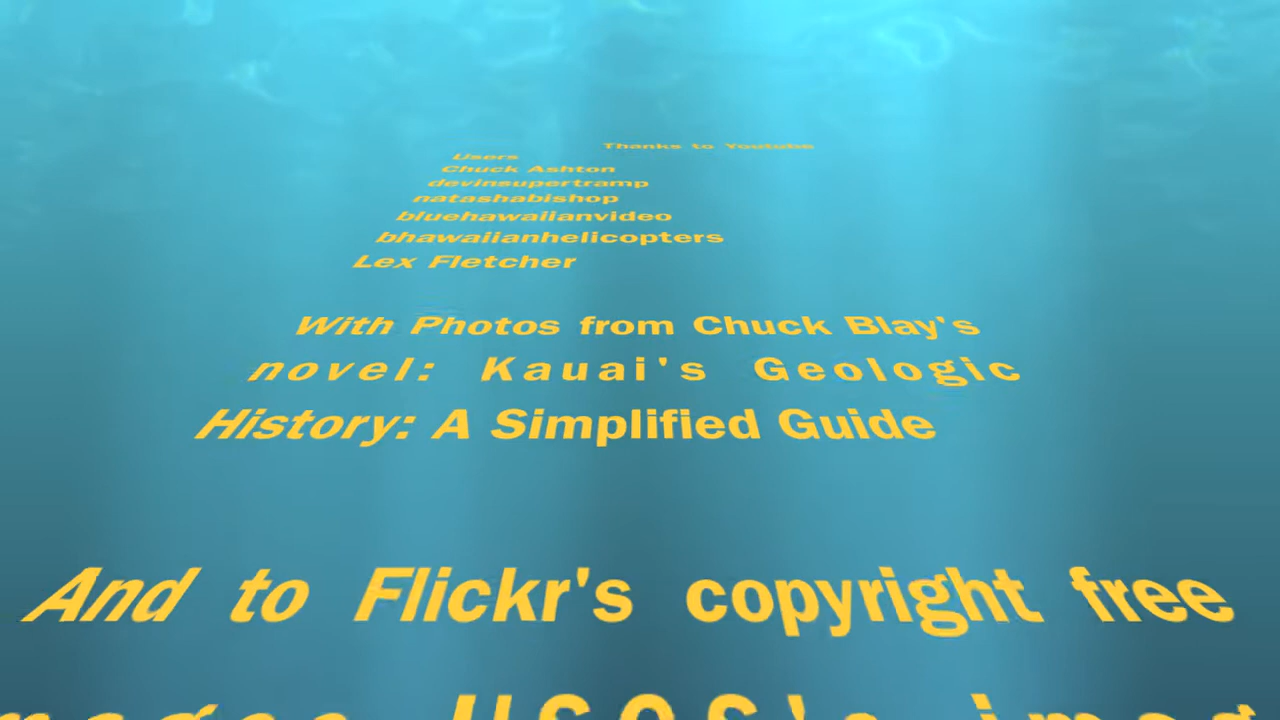 Thanks to Youtube
Users
Chuck Ashton
devinsupertramp
natashabishop
bluehawaiianvideo
bhawaiianhelicopters
Lex Fletcher
With Photos from Chuck Blay's
novel: Kauai's Geologic
History: A Simplified Guide
And to Flickr's copyright free
USGS's